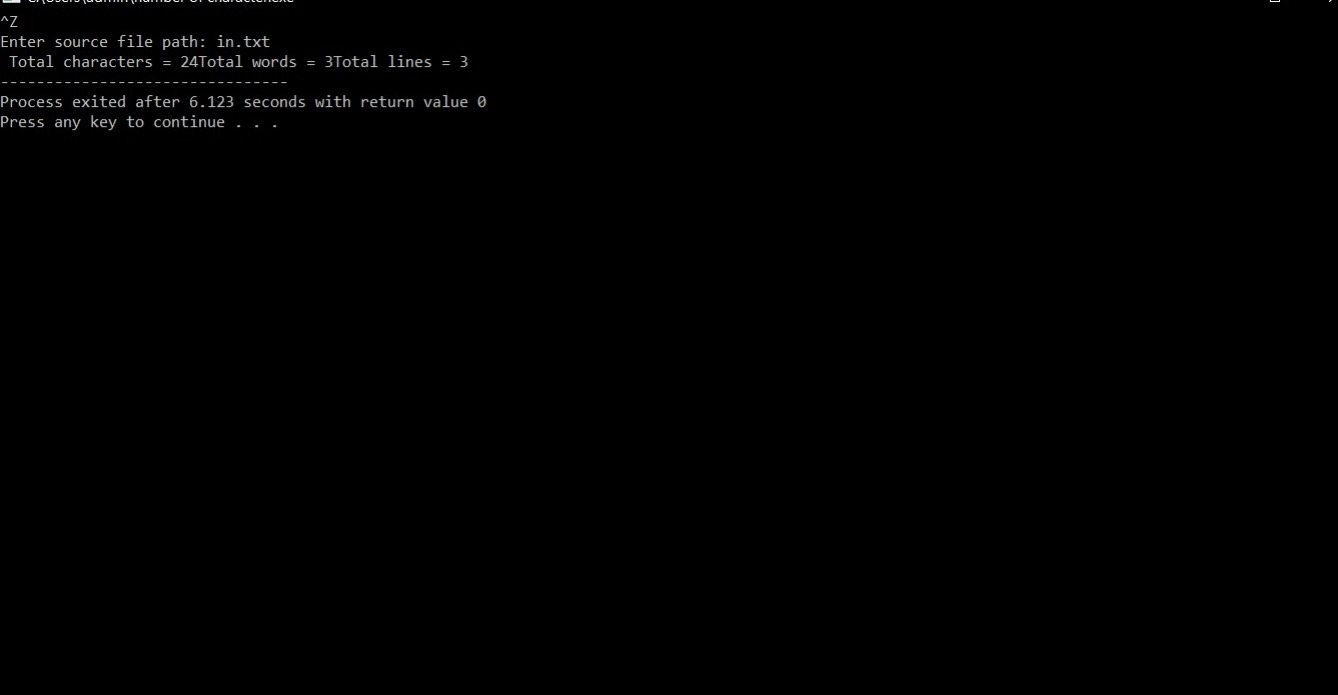 ^Z
Enter source file path: in.txt
 Total characters = 24Total words = 3Total lines = 3
--------------------------------
Process exited after 6.123 seconds with return value 0
Press any key to continue . . .